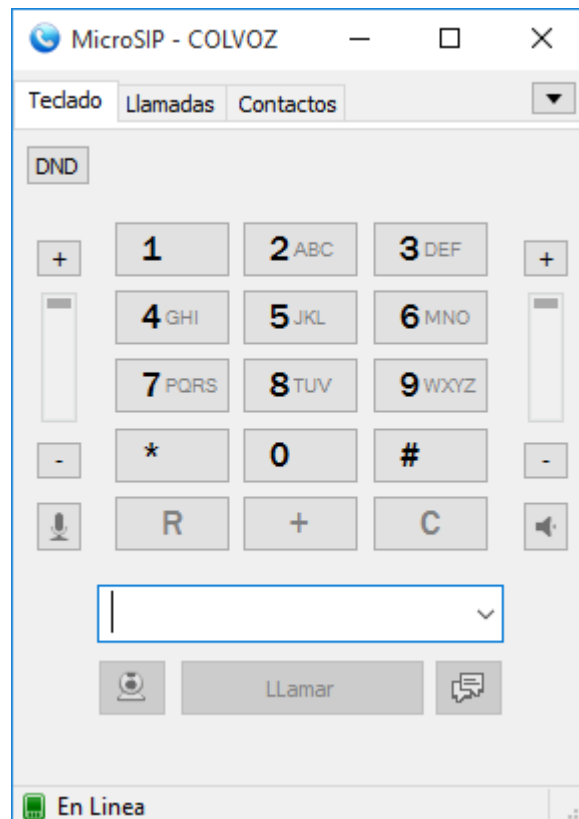 MicroSIP - COLVOZ
Teclado Llamadas Contactos
DND
+ 1 2 ABC 3 DEF +
4 GHI 5 JKL 6 MNO
7 PQRS 8 TUV 9 WXYZ
- * 0 # -
R + C
LLamar
En Linea